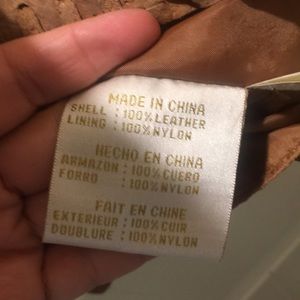 MADE IN CHINA
SHELL : 100% LEATHER
LINING : 100% NYLON
HECHO EN CHINA
ARMAZON : 100% CUERO
FORRO : 100% NYLON
FAIT EN CHINE
EXTERIEUR : 100% CUIR
DOUBLURE : 100% NYLON